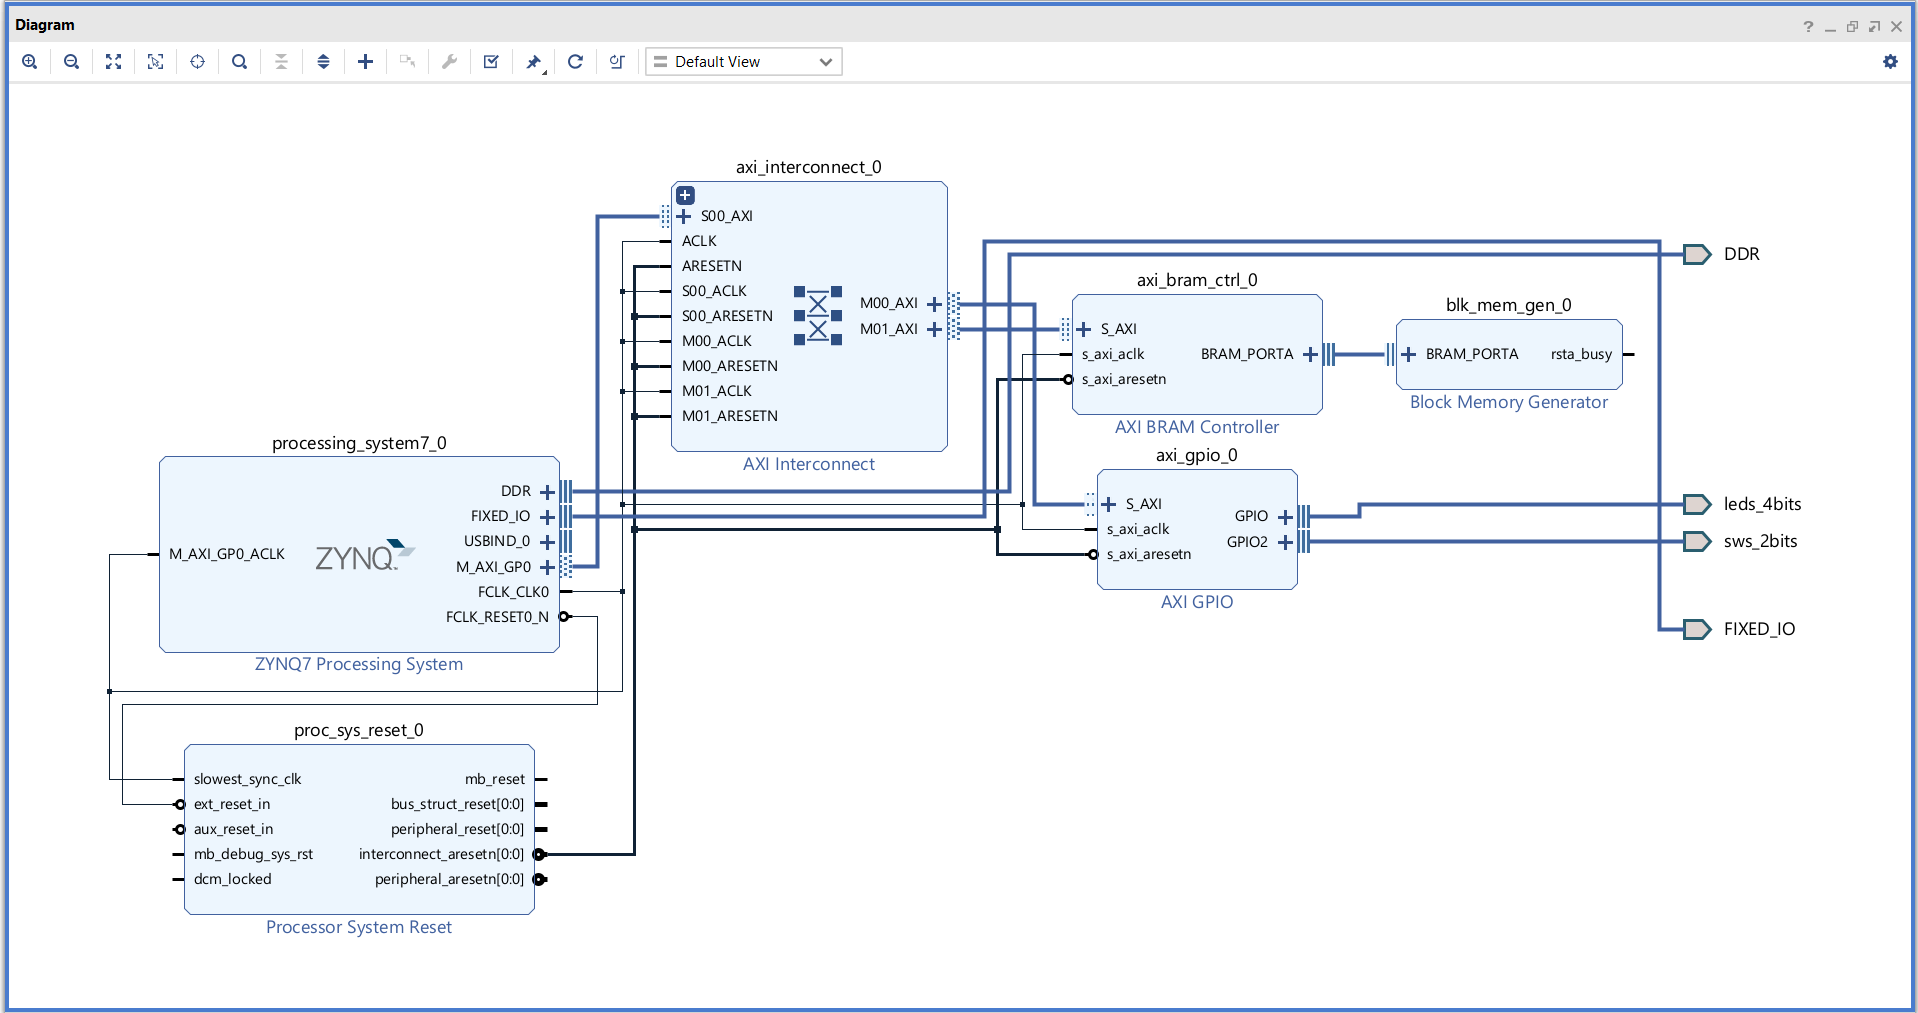 Diagram
?
Default View
axi_interconnect_0
S00_AXI
ACLK
ARESETN
S00_ACLK
S00_ARESETN
M00_ACLK
M00_ARESETN
M01_ACLK
M01_ARESETN
M00_AXI
M01_AXI
AXI Interconnect
axi_bram_ctrl_0
S_AXI
s_axi_aclk
s_axi_aresetn
BRAM_PORTA
AXI BRAM Controller
blk_mem_gen_0
BRAM_PORTA rsta_busy
Block Memory Generator
axi_gpio_0
S_AXI
s_axi_aclk
s_axi_aresetn
GPIO
GPIO2
AXI GPIO
DDR
leds_4bits
sws_2bits
FIXED_IO
processing_system7_0
M_AXI_GP0_ACLK
ZYNQ
DDR
FIXED_IO
USBIND_0
M_AXI_GP0
FCLK_CLK0
FCLK_RESET0_N
ZYNQ7 Processing System
proc_sys_reset_0
slowest_sync_clk
ext_reset_in
aux_reset_in
mb_debug_sys_rst
dcm_locked
mb_reset
bus_struct_reset[0:0]
peripheral_reset[0:0]
interconnect_aresetn[0:0]
peripheral_aresetn[0:0]
Processor System Reset